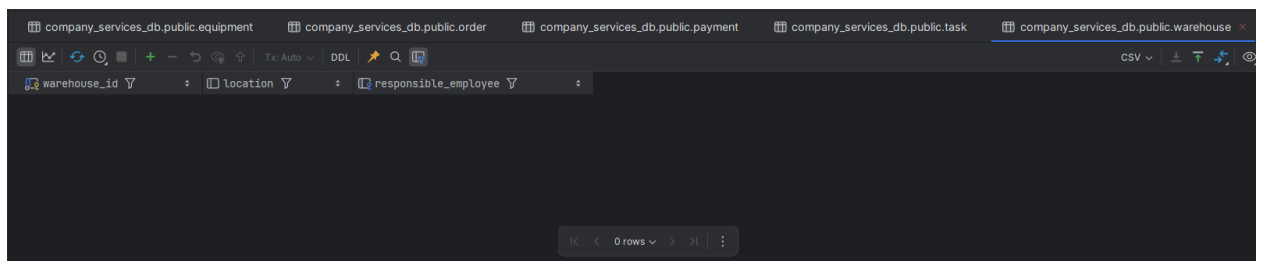 company_services_db.public.equipment company_services_db.public.order company_services_db.public.payment company_services_db.public.task company_services_db.public.warehouse
Tx: Auto DDL CSV
warehouse_id location responsible_employee
0 rows